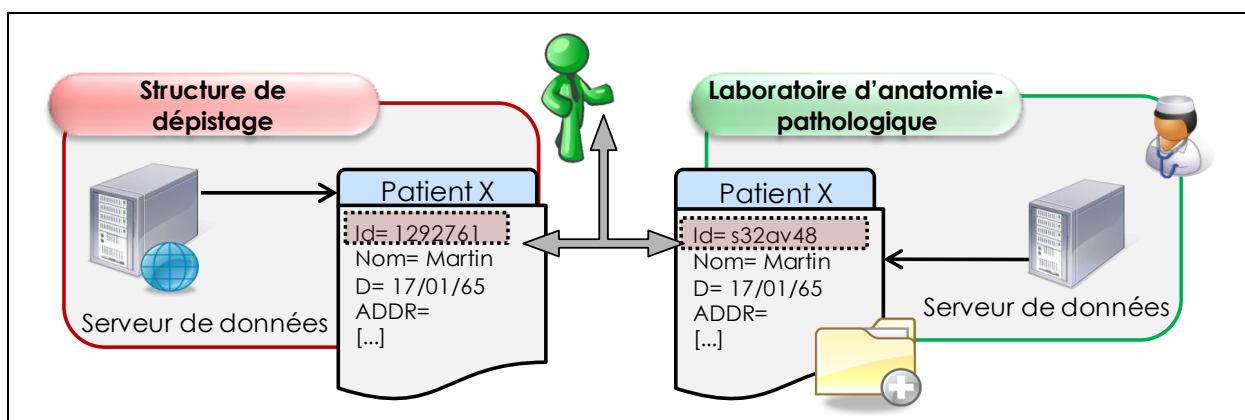 Structure de
dépistage
Laboratoire d'anatomie-
pathologique
Patient X
Id= 1292761
Nom= Martin
D= 17/01/65
ADDR=
[...]
Serveur de données
Patient X
Id= s32av48
Nom= Martin
D= 17/01/65
ADDR=
[...]
Serveur de données